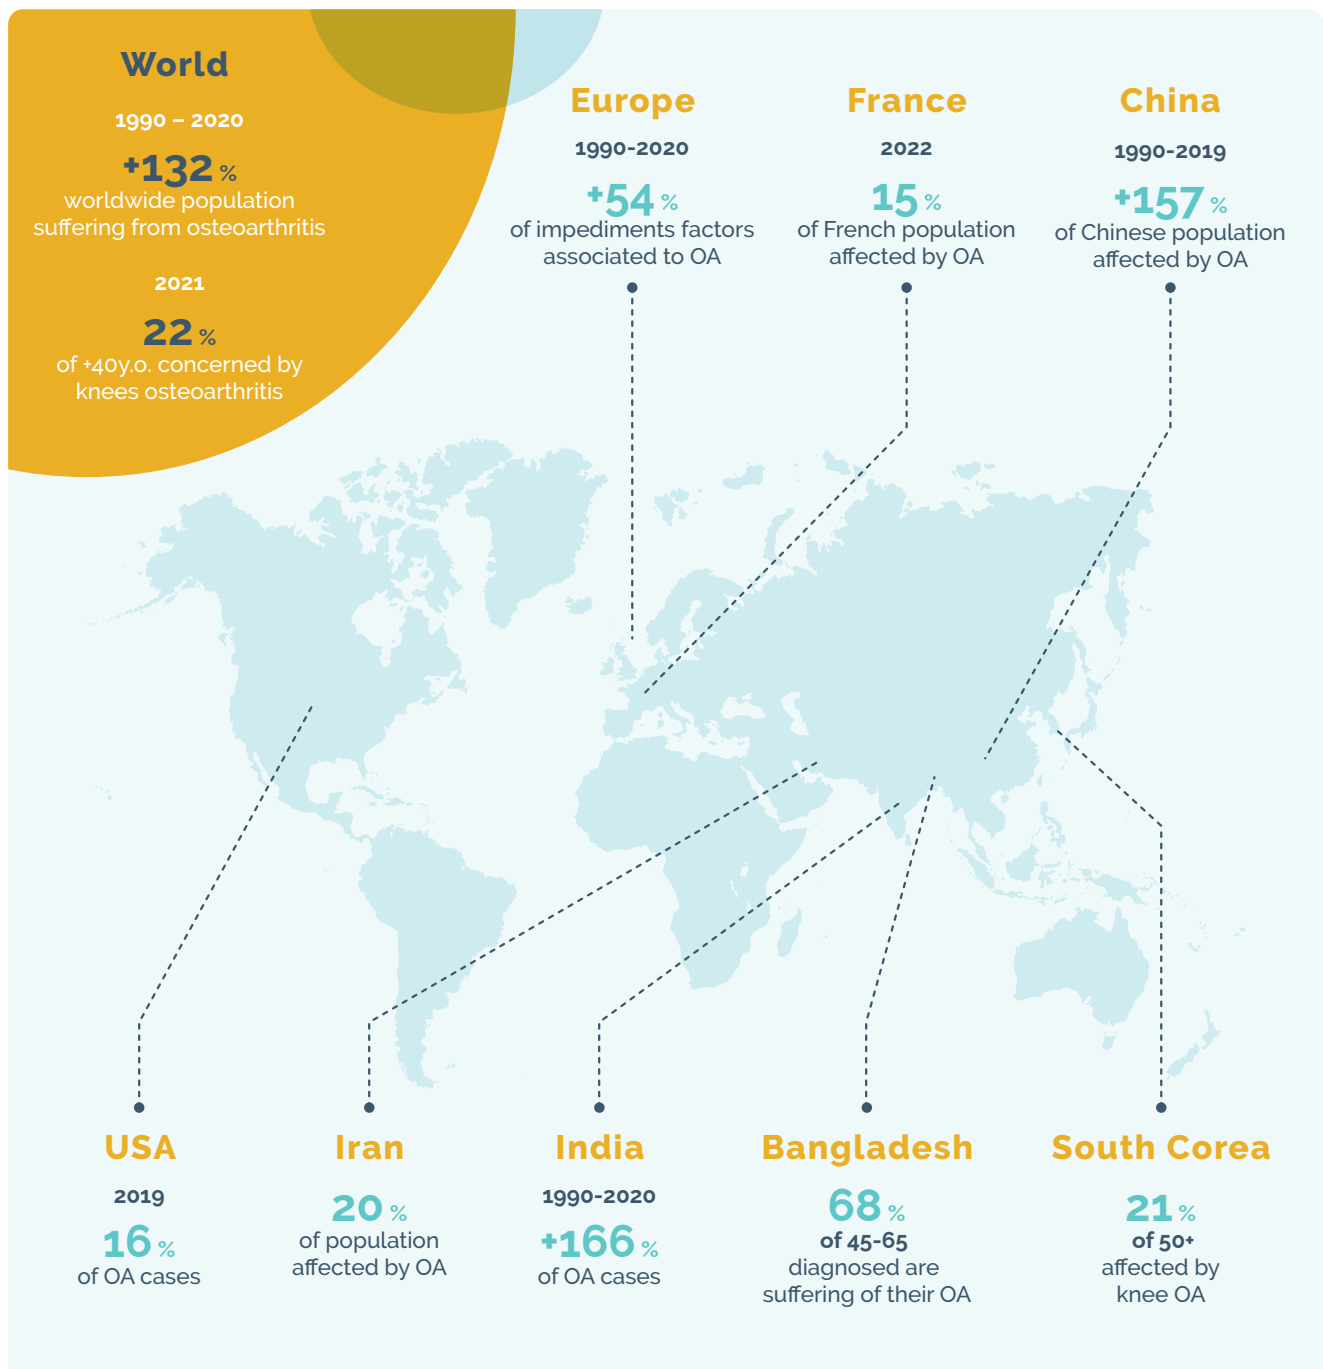 World
1990 – 2020
+132 %
worldwide population
suffering from osteoarthritis
2021
22 %
of +40y.o. concerned by
knees osteoarthritis
Europe
1990-2020
+54 %
of impediments factors
associated to OA
France
2022
15 %
of French population
affected by OA
China
1990-2019
+157 %
of Chinese population
affected by OA
USA
2019
16 %
of OA cases
Iran
20 %
of population
affected by OA
India
1990-2020
+166 %
of OA cases
Bangladesh
68 %
of 45-65
diagnosed are
suffering of their OA
South Corea
21 %
of 50+
affected by
knee OA